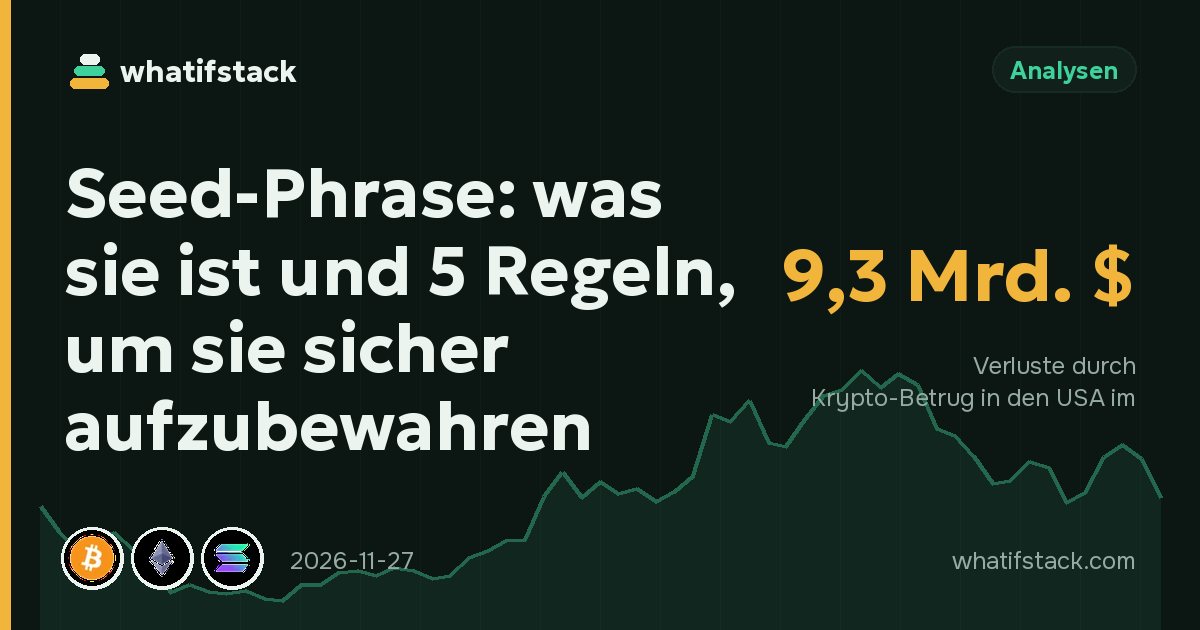 whatifstack
Analysen
Seed-Phrase: was
sie ist und 5 Regeln,
um sie sicher
aufzubewahren
9,3 Mrd. $
Verluste durch
Krypto-Betrug in den USA im
2026-11-27
whatifstack.com